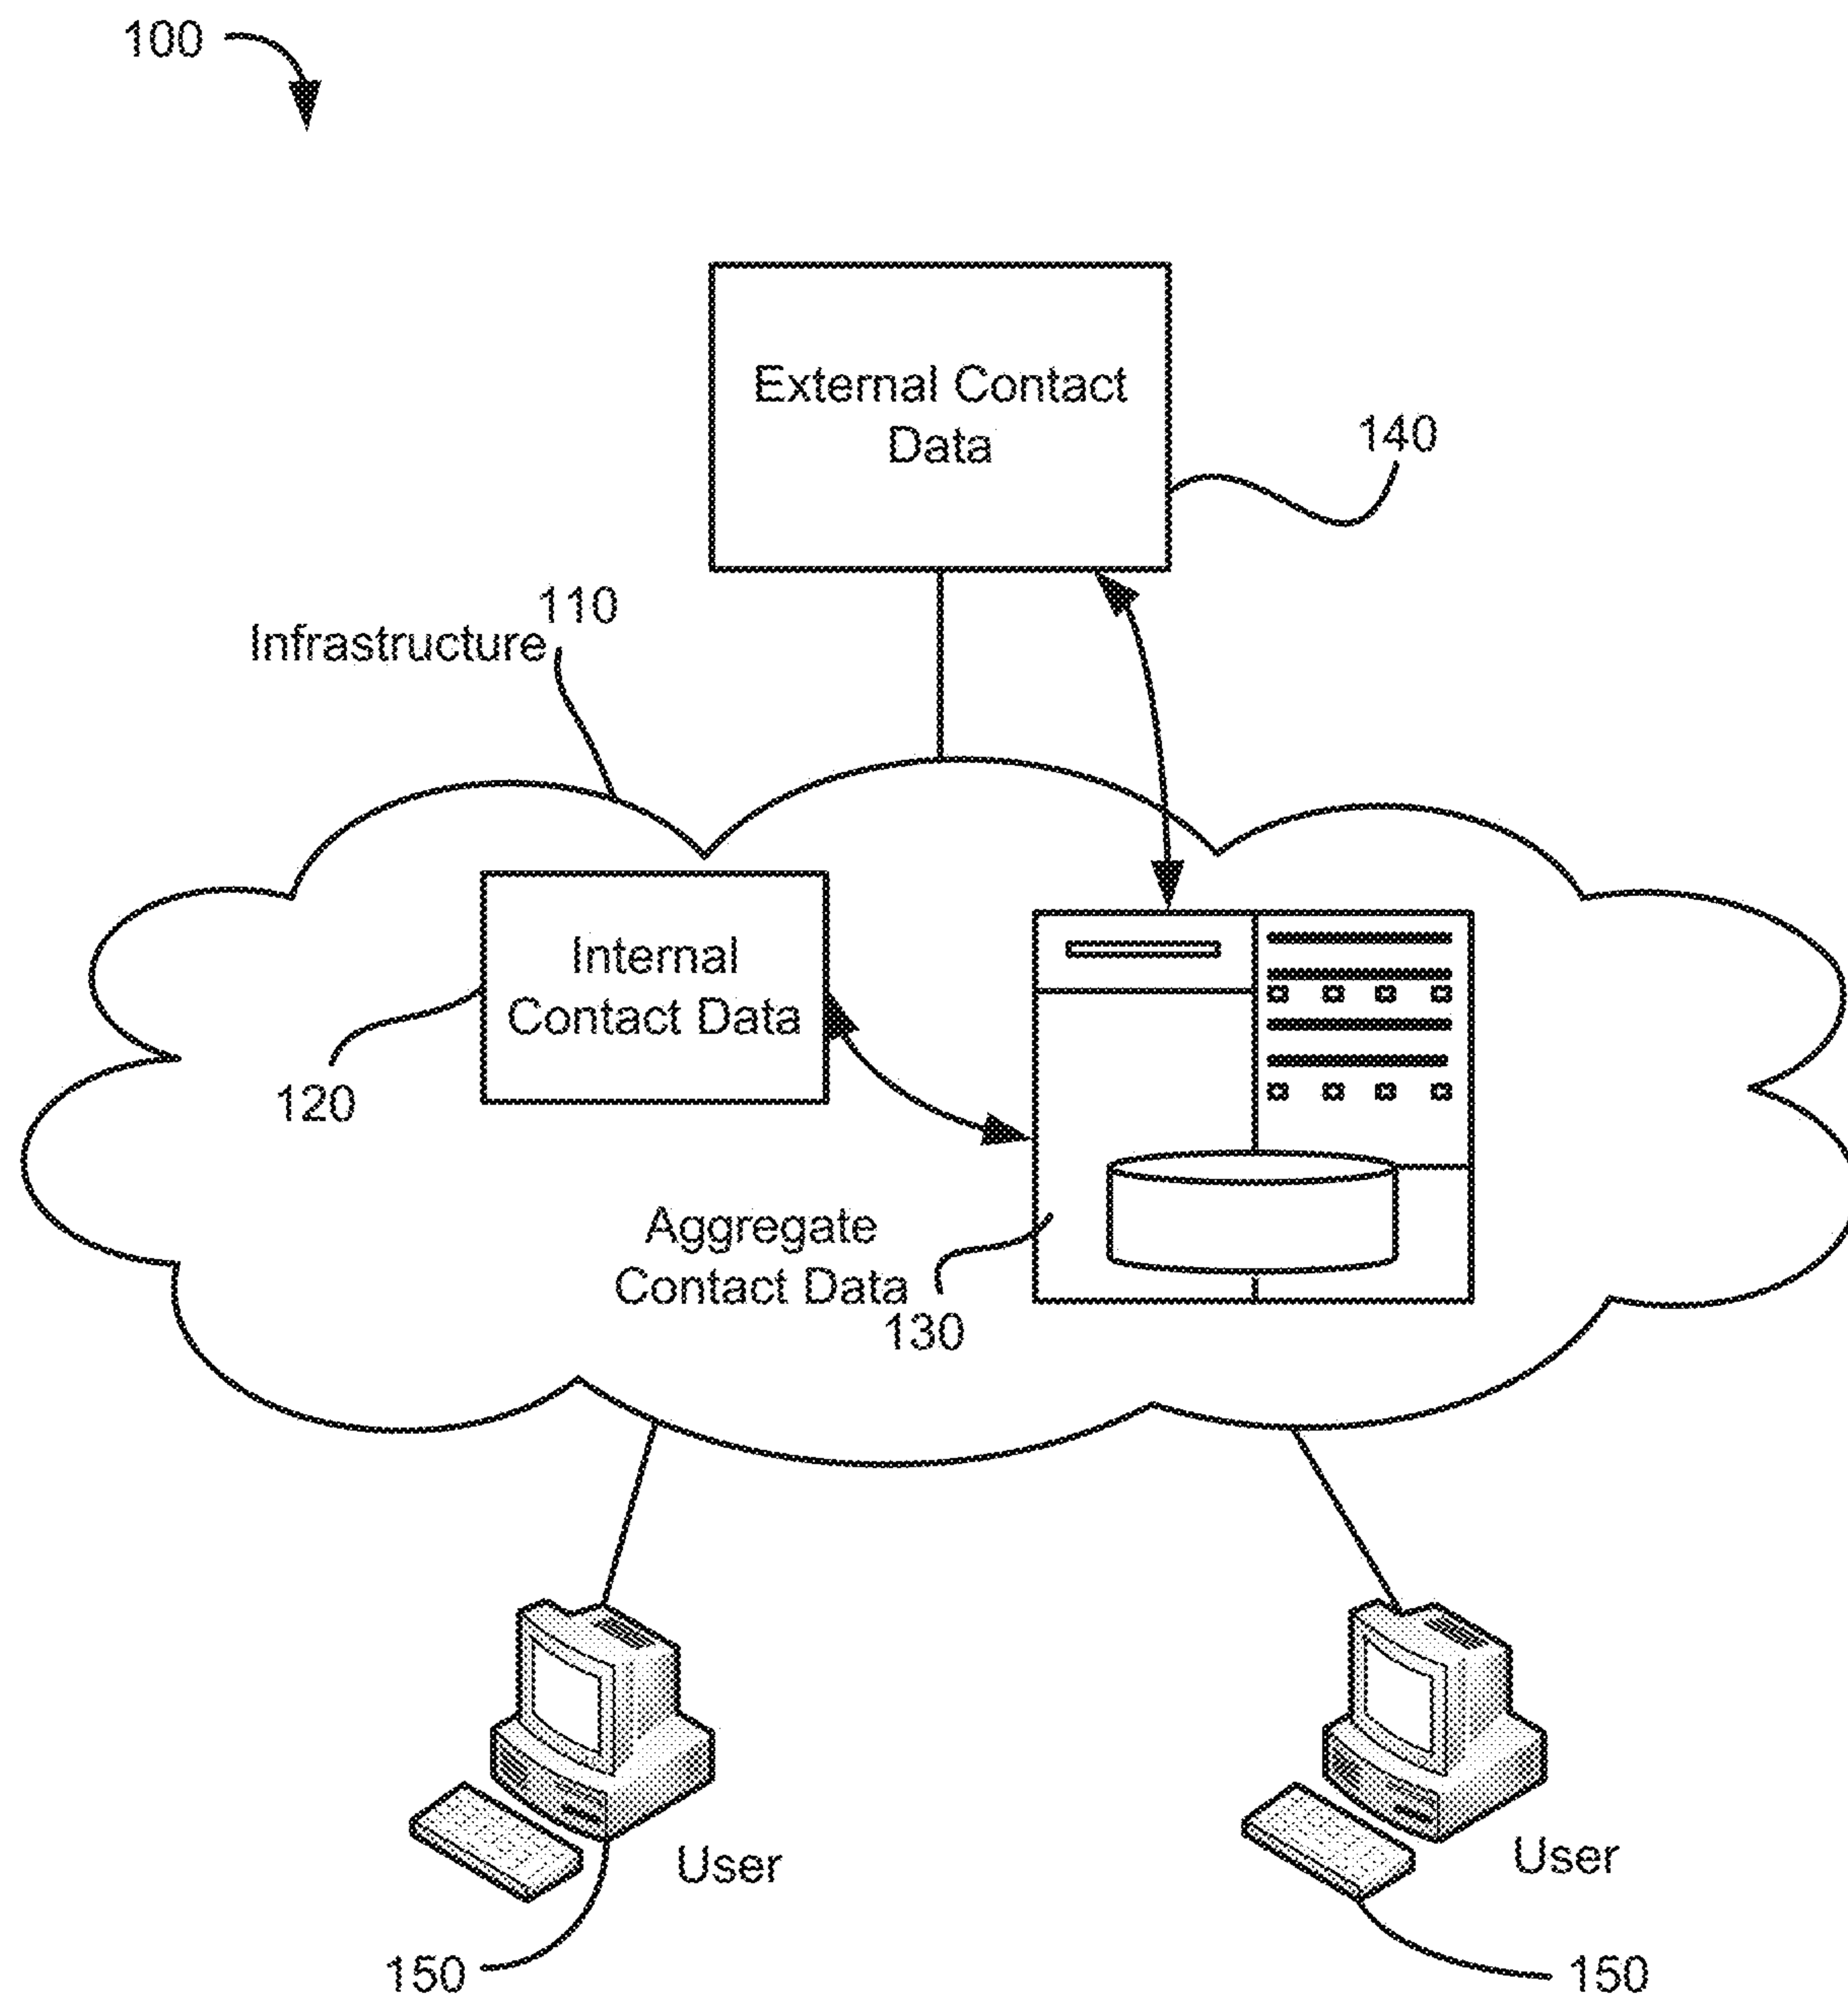 100
External Contact
Data
140
110
Infrastructure
Internal
Contact Data
120
Aggregate
Contact Data
130
User
User
150
150